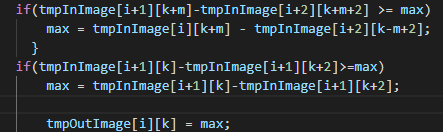 if(tmpInImage[i+1][k+m]-tmpInImage[i+2][k+m+2] >= max)
max = tmpInImage[i][k+m] - tmpInImage[i+2][k-m+2];
}
if(tmpInImage[i+1][k]-tmpInImage[i+1][k+2]>=max)
max = tmpInImage[i+1][k]-tmpInImage[i+1][k+2];
tmpOutImage[i][k] = max;